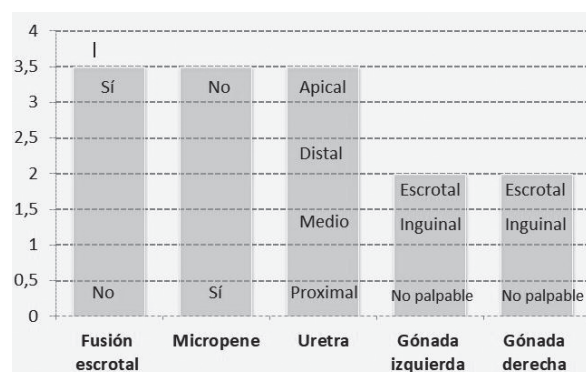 4
3,5
3
2,5
2
1,5
1
0,5
0
Sí
No
Apical
Distal
Medio
Proximal
No
Sí
Escrotal
Inguinal
No palpable
Escrotal
Inguinal
No palpable
Fusión
escrotal
Micropene
Uretra
Gónada
izquierda
Gónada
derecha